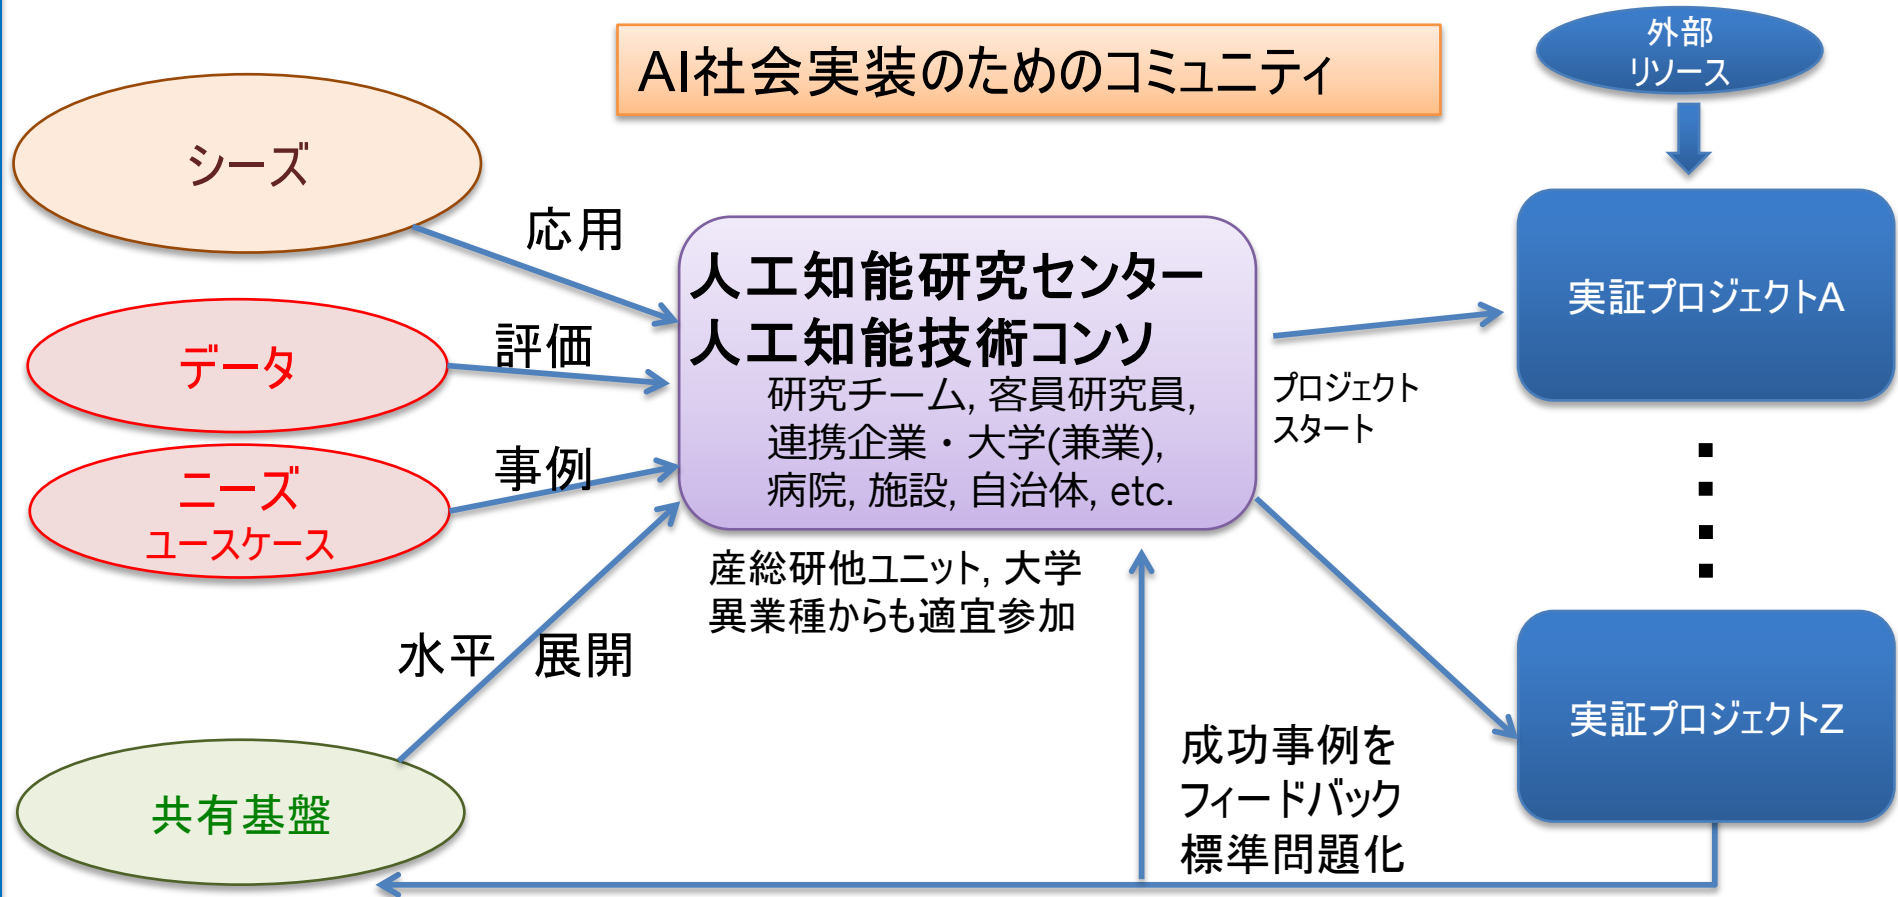 AI社会実装のためのコミュニティ
外部
リソース
シーズ
応用
人工知能研究センター
人工知能技術コンソ
研究チーム, 客員研究員,
連携企業・大学(兼業),
病院, 施設, 自治体, etc.
実証プロジェクトA
データ
評価
プロジェクト
スタート
ニーズ
ユースケース
事例
産総研他ユニット, 大学
異業種からも適宜参加
水平　展開
実証プロジェクトZ
成功事例を
フィードバック
標準問題化
共有基盤